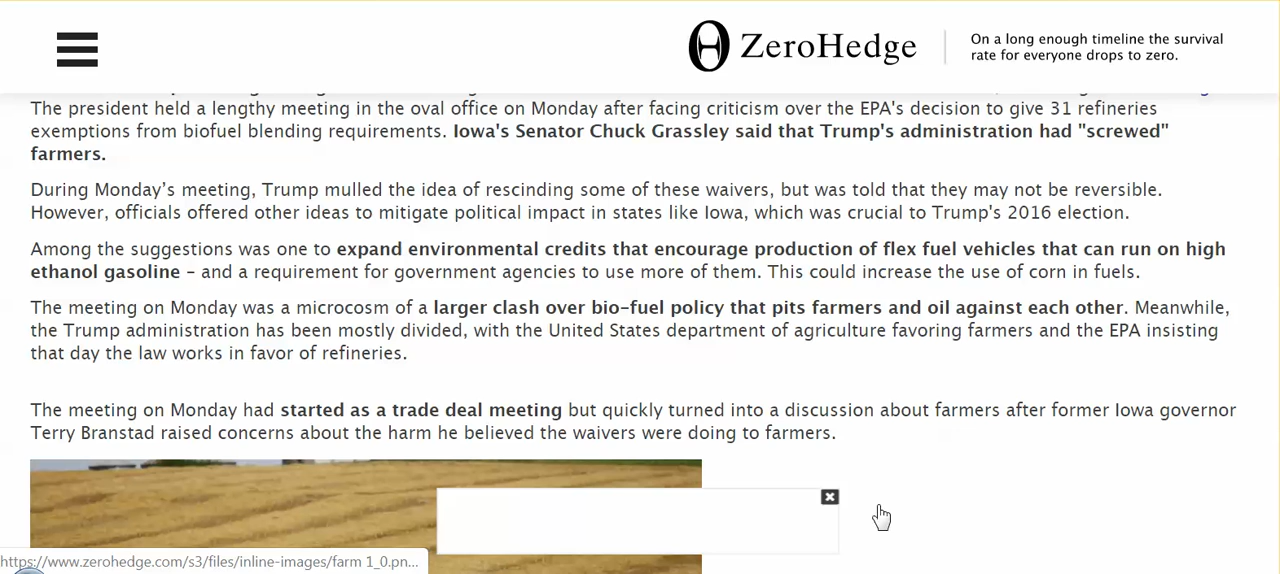 ZeroHedge
On a long enough timeline the survival
rate for everyone drops to zero.
The president held a lengthy meeting in the oval office on Monday after facing criticism over the EPA's decision to give 31 refineries
exemptions from biofuel blending requirements. Iowa's Senator Chuck Grassley said that Trump's administration had "screwed"
farmers.
During Monday’s meeting, Trump mulled the idea of rescinding some of these waivers, but was told that they may not be reversible.
However, officials offered other ideas to mitigate political impact in states like Iowa, which was crucial to Trump's 2016 election.
Among the suggestions was one to expand environmental credits that encourage production of flex fuel vehicles that can run on high
ethanol gasoline – and a requirement for government agencies to use more of them. This could increase the use of corn in fuels.
The meeting on Monday was a microcosm of a larger clash over bio-fuel policy that pits farmers and oil against each other. Meanwhile,
the Trump administration has been mostly divided, with the United States department of agriculture favoring farmers and the EPA insisting
that day the law works in favor of refineries.
The meeting on Monday had started as a trade deal meeting but quickly turned into a discussion about farmers after former Iowa governor
Terry Branstad raised concerns about the harm he believed the waivers were doing to farmers.
https://www.zerohedge.com/s3/files/inline-images/farm 1_0.pn...